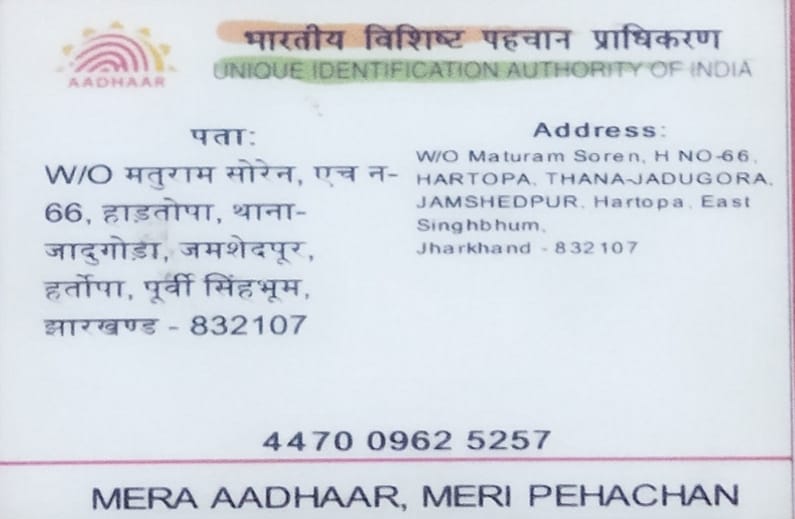 AADHAAR
भारतीय विशिष्ट पहचान प्राधिकरण
UNIQUE IDENTIFICATION AUTHORITY OF INDIA
पता:
W/O मतुराम सोरेन, एच न-
66, हाड़तोपा, थाना-
जादुगोड़ा, जमशेदपूर,
हर्तोपा, पूर्वी सिंहभूम,
झारखण्ड - 832107
Address:
W/O Maturam Soren, H NO-66,
HARTOPA, THANA-JADUGORA,
JAMSHEDPUR, Hartopa, East
Singhbhum,
Jharkhand - 832107
4470 0962 5257
MERA AADHAAR, MERI PEHACHAN